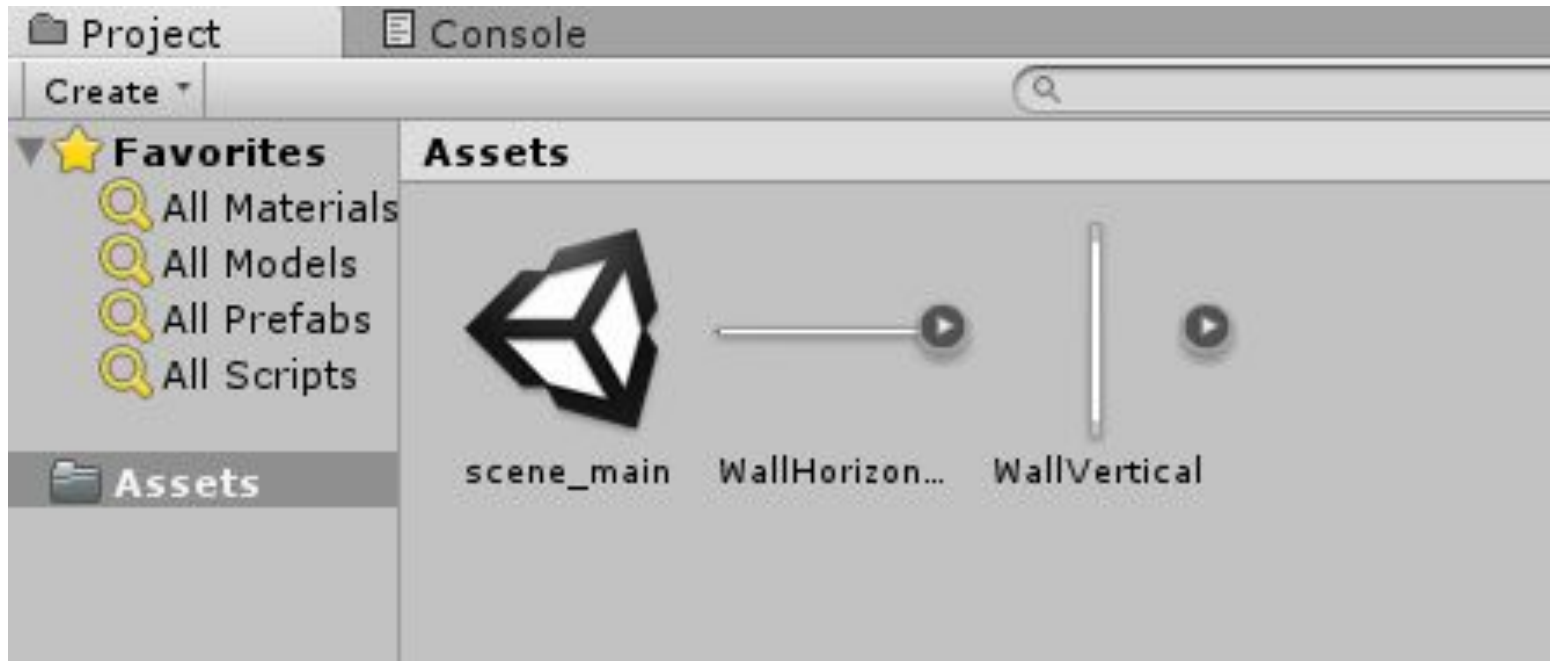 Project Console
Create
Favorites
All Materials
All Models
All Prefabs
All Scripts
Assets
Assets
scene_main WallHorizon... WallVertical